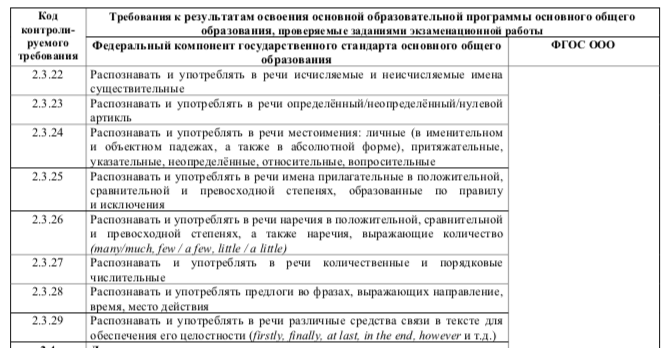 Код
контроли-
руемого
требования
Требования к результатам освоения основной образовательной программы основного общего
образования, проверяемые заданиями экзаменационной работы
Федеральный компонент государственного стандарта основного общего
образования
ФГОС ООО
2.3.22
Распознавать и употреблять в речи исчисляемые и неисчисляемые имена
существительные
2.3.23
Распознавать и употреблять в речи определённый/неопределённый/нулевой
артикль
2.3.24
Распознавать и употреблять в речи местоимения: личные (в именительном
и объектном падежах, а также в абсолютной форме), притяжательные,
указательные, неопределённые, относительные, вопросительные
2.3.25
Распознавать и употреблять в речи имена прилагательные в положительной,
сравнительной и превосходной степенях, образованные по правилу
и исключения
2.3.26
Распознавать и употреблять в речи наречия в положительной, сравнительной
и превосходной степенях, а также наречия, выражающие количество
(many/much, few / a few, little / a little)
2.3.27
Распознавать и употреблять в речи количественные и порядковые
числительные
2.3.28
Распознавать и употреблять предлоги во фразах, выражающих направление,
время, место действия
2.3.29
Распознавать и употреблять в речи различные средства связи в тексте для
обеспечения его целостности (firstly, finally, at last, in the end, however и т.д.)